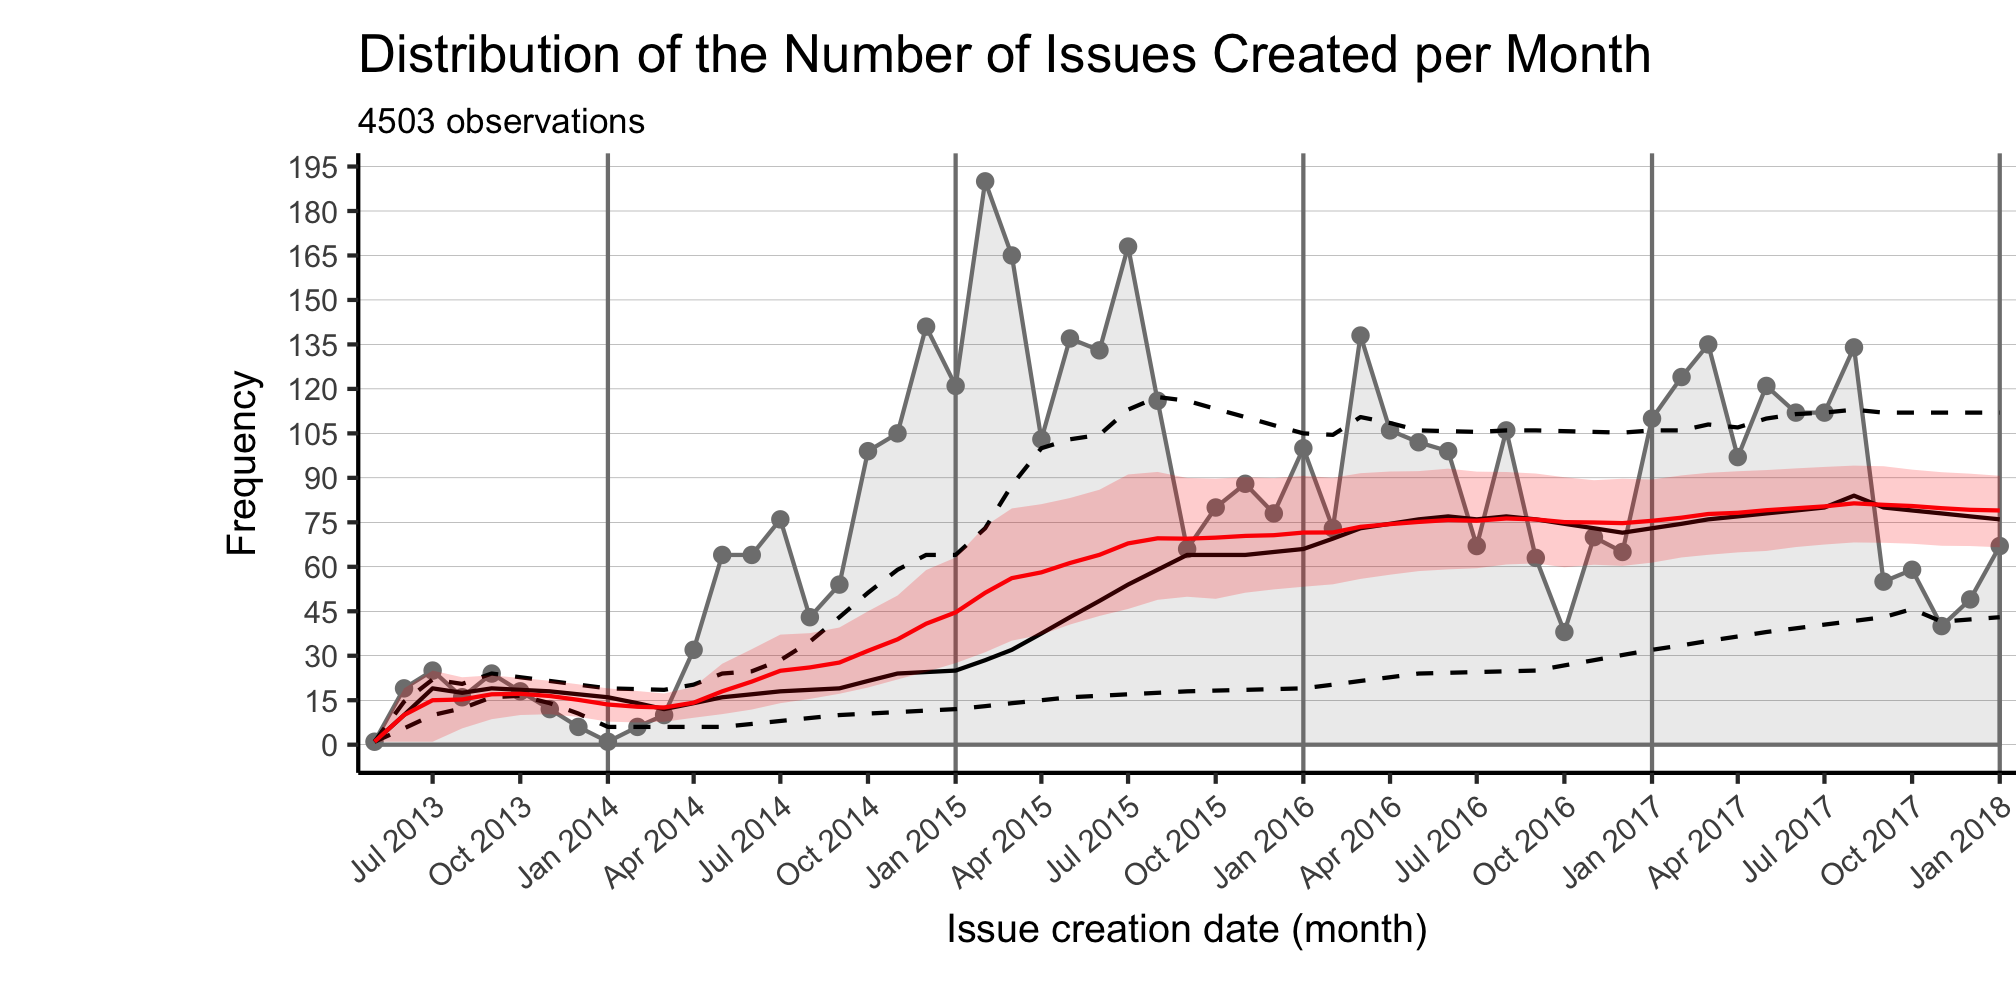 Distribution of the Number of Issues Created per Month
4503 observations
Frequency
195
180
165
150
135
120
105
90
75
60
45
30
15
0
Jul 2013
Oct 2013
Jan 2014
Apr 2014
Jul 2014
Oct 2014
Jan 2015
Apr 2015
Jul 2015
Oct 2015
Jan 2016
Apr 2016
Jul 2016
Oct 2016
Jan 2017
Apr 2017
Jul 2017
Oct 2017
Jan 2018
Issue creation date (month)